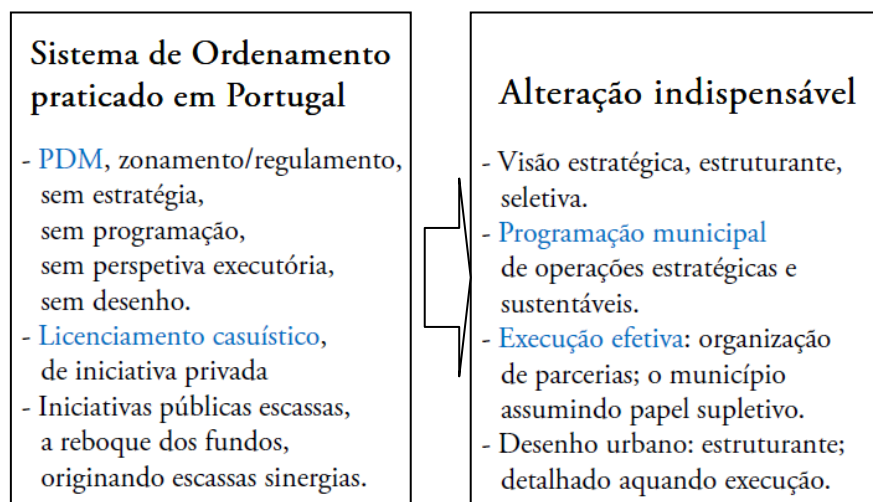 Sistema de Ordenamento
praticado em Portugal
- PDM, zonamento/regulamento,
sem estratégia,
sem programação,
sem perspetiva executória,
sem desenho.
- Licenciamento casuístico,
de iniciativa privada
- Iniciativas públicas escassas,
a reboque dos fundos,
originando escassas sinergias.
Alteração indispensável
- Visão estratégica, estruturante,
seletiva.
- Programação municipal
de operações estratégicas e
sustentáveis.
- Execução efetiva: organização
de parcerias; o município
assumindo papel supletivo.
- Desenho urbano: estruturante;
detalhado aquando execução.